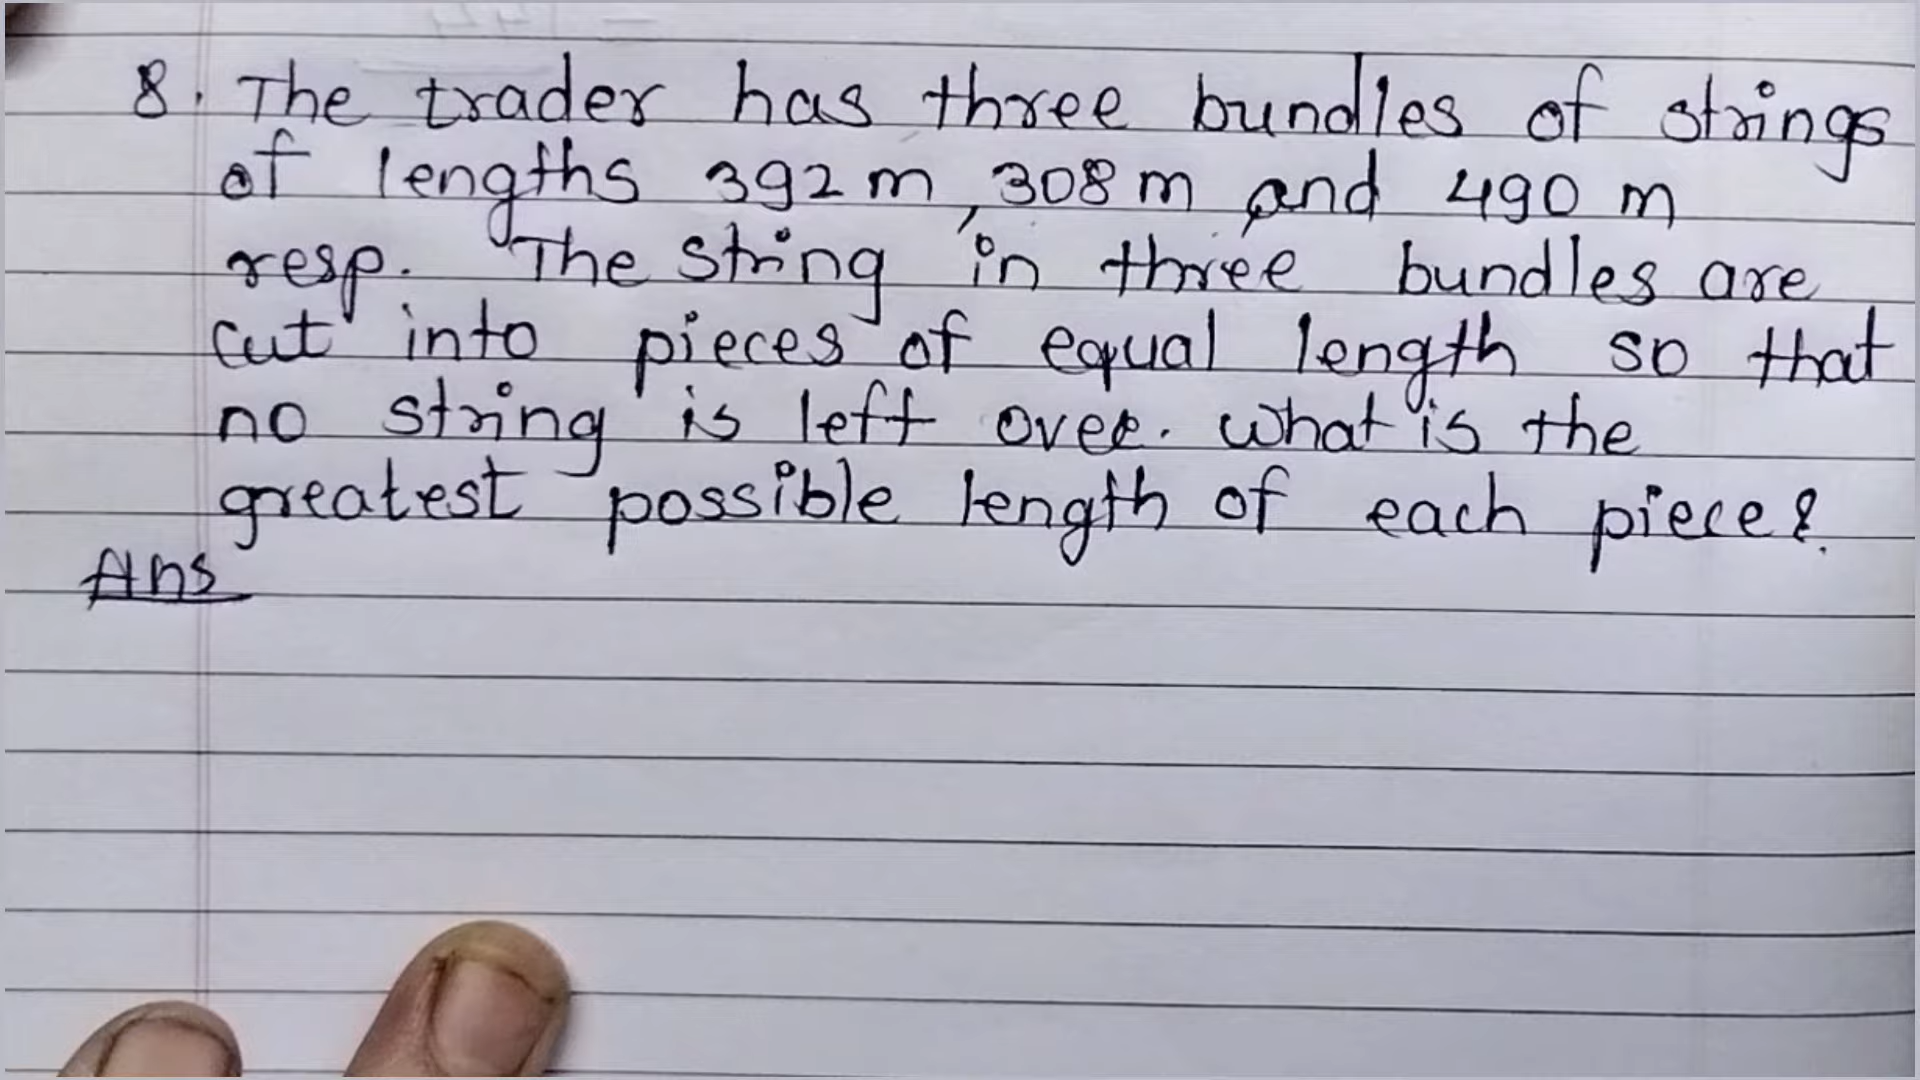 8. The trader has three bundles of strings
of lengths 392 m, 308 m and 490 m
resp. The string in three bundles are
cut into pieces of equal length so that
no string is left over. what is the
greatest possible length of each piece?
Ans